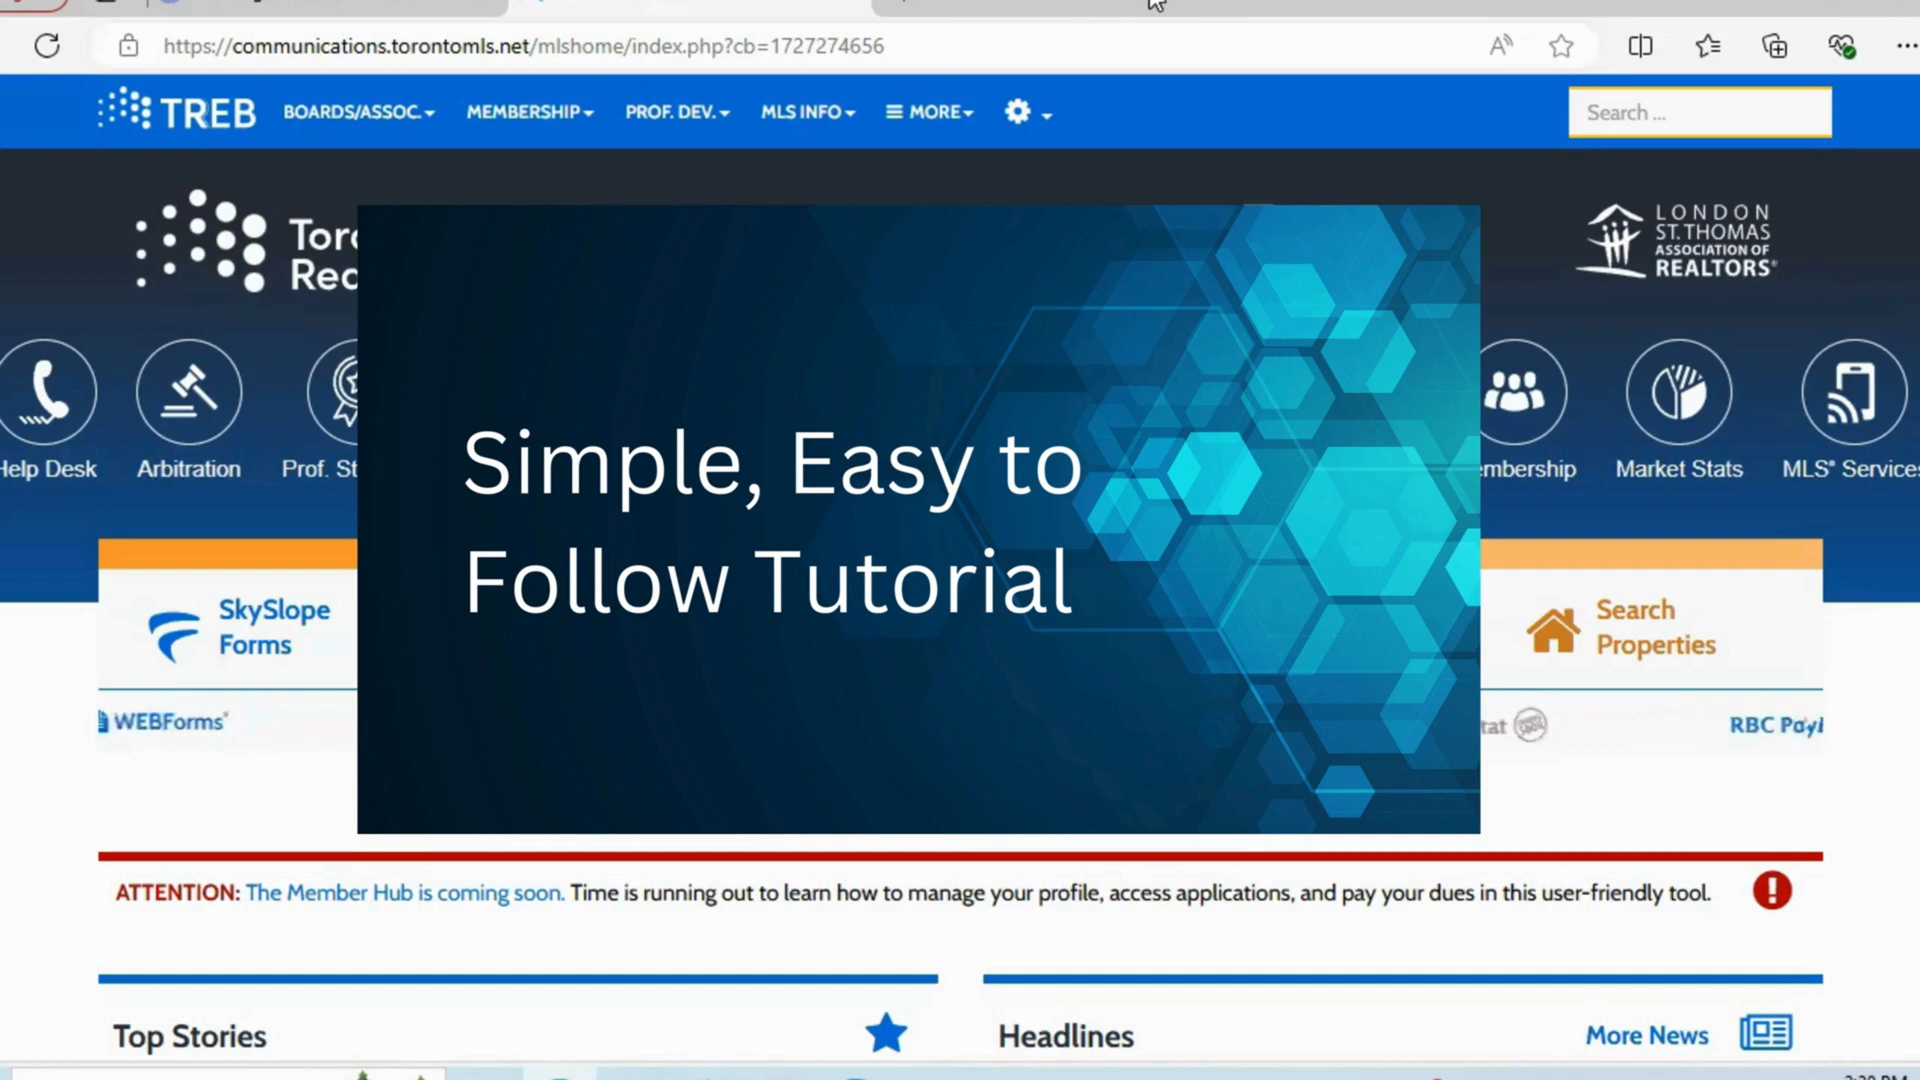 https://communications.torontomls.net/mlshome/index.php?cb=1727274656
TREB BOARDS/ASSOC. MEMBERSHIP PROF. DEV. MLS INFO MORE Search ...
LONDON
ST. THOMAS
ASSOCIATION OF
REALTORS®
Simple, Easy to
Follow Tutorial
Help Desk Arbitration Prof. St mbership Market Stats MLS® Services
SkySlope
Forms
Search
Properties
WEBForms® tat RBC Pay
ATTENTION: The Member Hub is coming soon. Time is running out to learn how to manage your profile, access applications, and pay your dues in this user-friendly tool.
Top Stories
Headlines More News